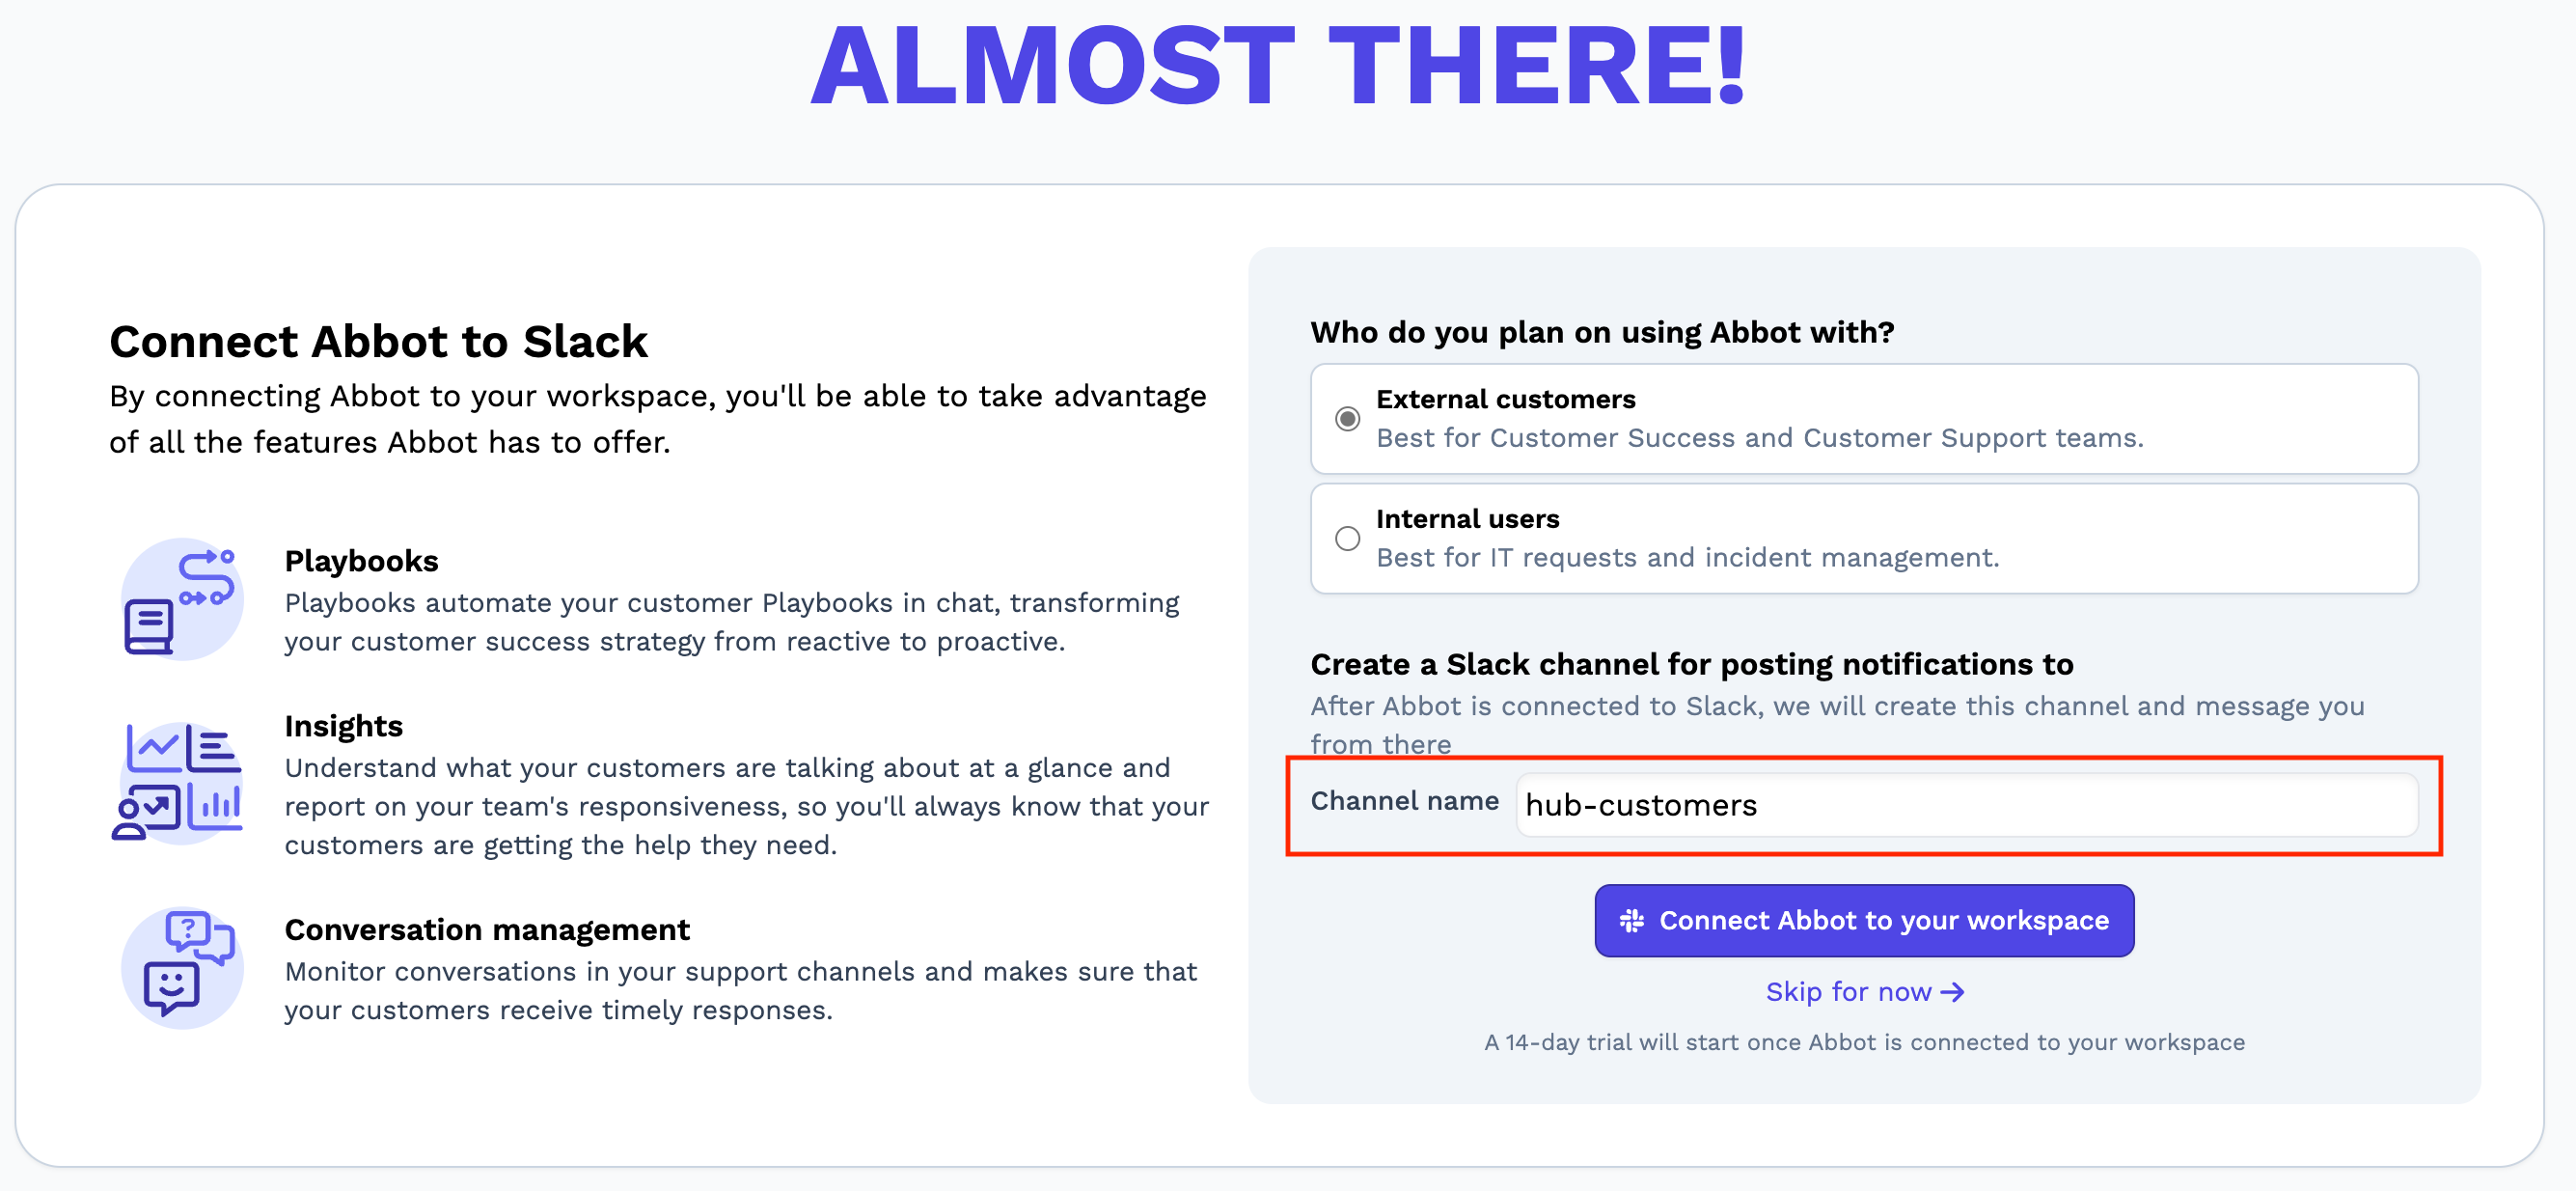 ALMOST THERE!
Connect Abbot to Slack
By connecting Abbot to your workspace, you'll be able to take advantage
of all the features Abbot has to offer.
Playbooks
Playbooks automate your customer Playbooks in chat, transforming
your customer success strategy from reactive to proactive.
Insights
Understand what your customers are talking about at a glance and
report on your team's responsiveness, so you'll always know that your
customers are getting the help they need.
?
Conversation management
Monitor conversations in your support channels and makes sure that
your customers receive timely responses.
Who do you plan on using Abbot with?
External customers
Best for Customer Success and Customer Support teams.
Internal users
Best for IT requests and incident management.
Create a Slack channel for posting notifications to
After Abbot is connected to Slack, we will create this channel and message you
from there
Channel name hub-customers
Connect Abbot to your workspace
Skip for now →
A 14-day trial will start once Abbot is connected to your workspace